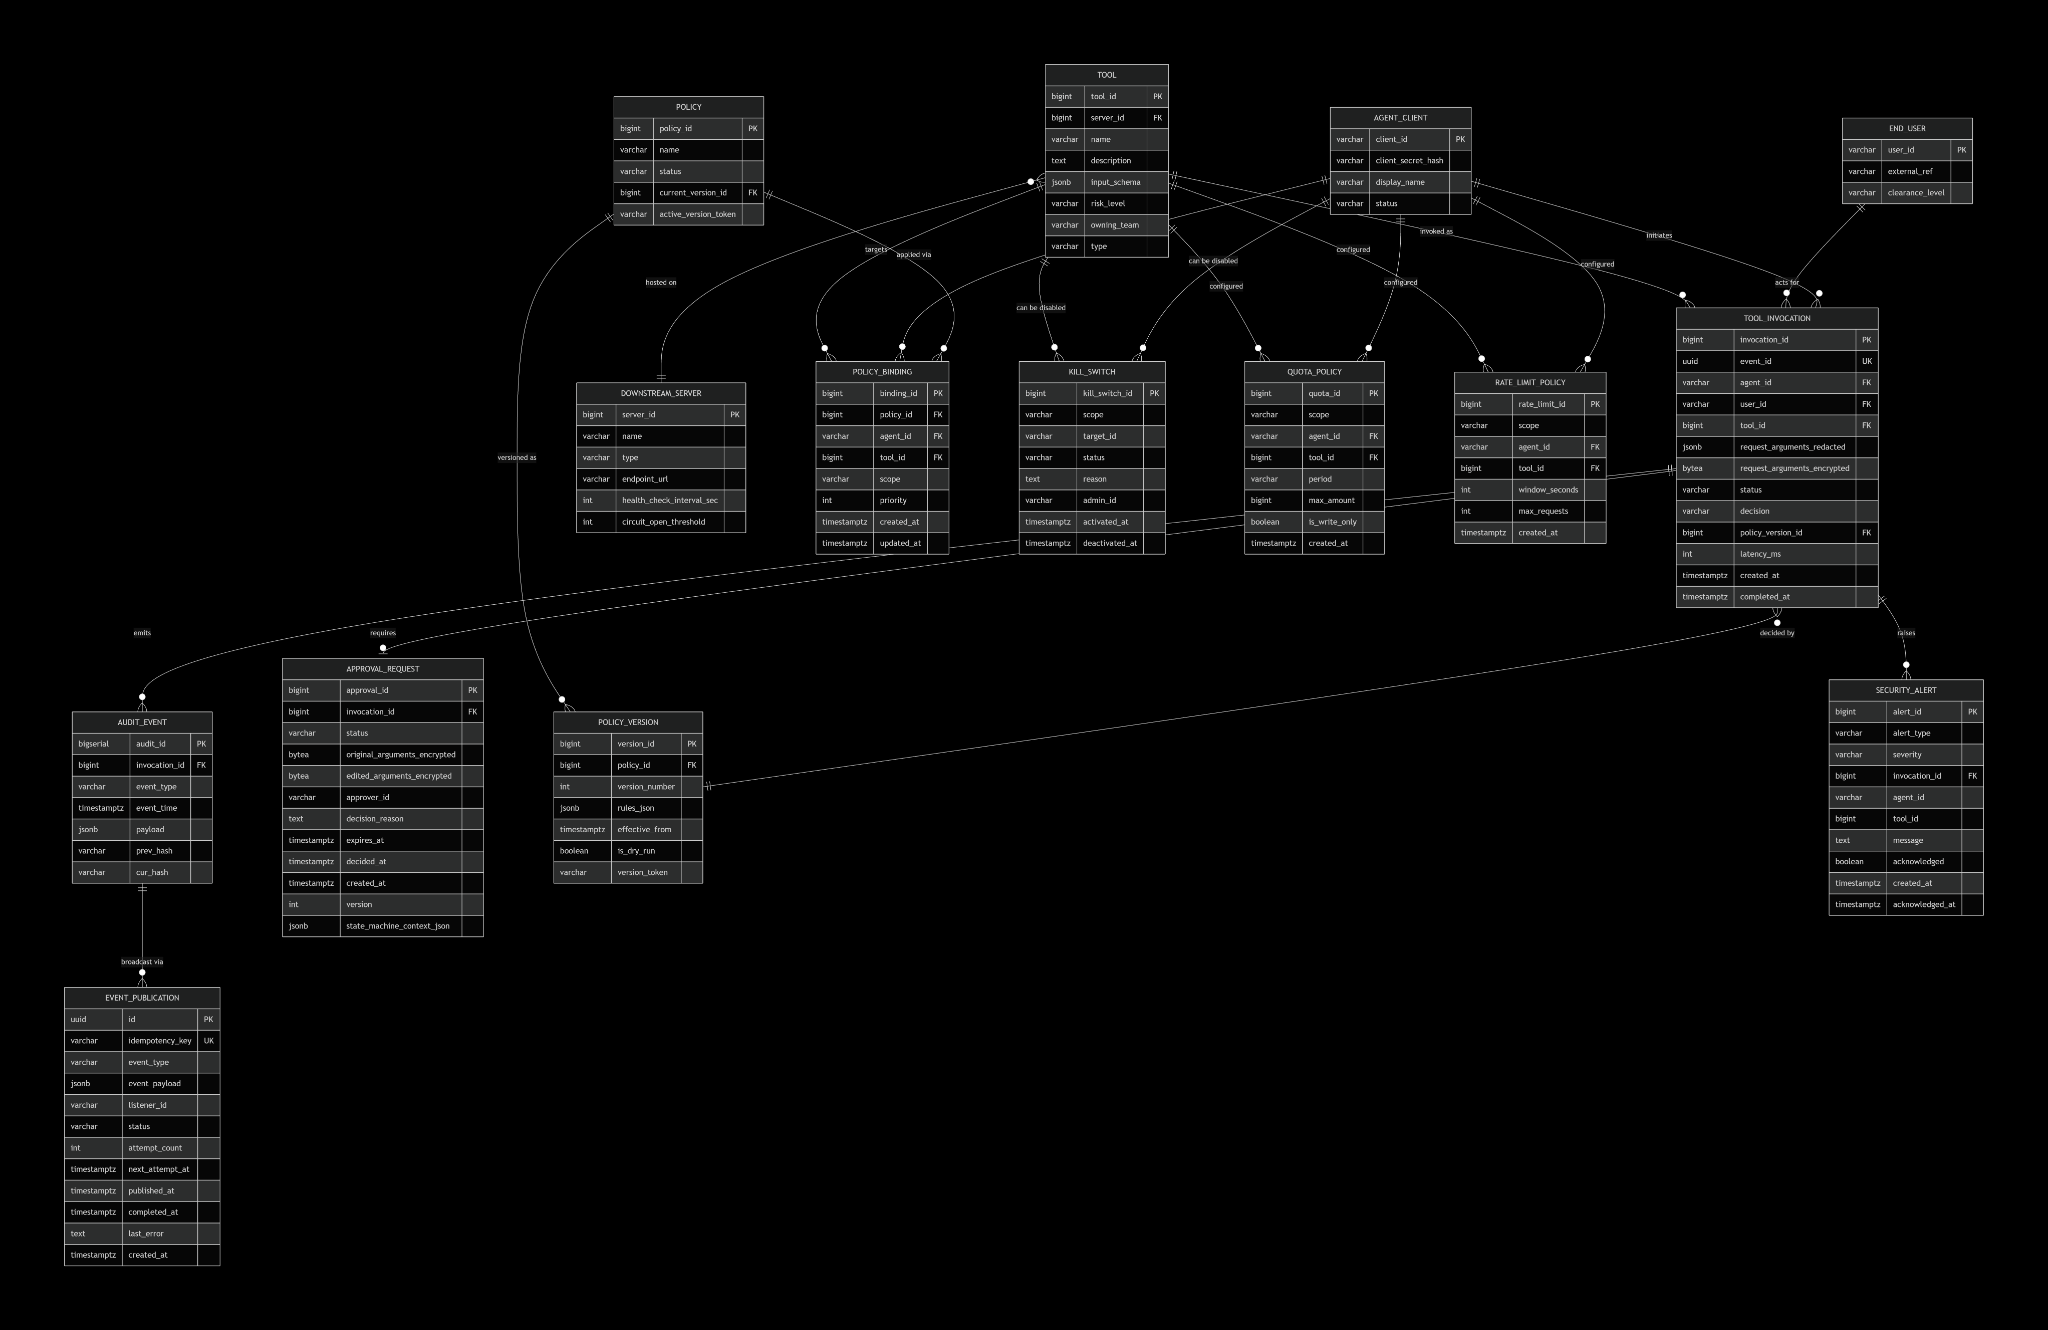 TOOL
bigint tool_id PK
bigint server_id FK
varchar name
text description
jsonb input_schema
varchar risk_level
varchar owning_team
varchar type
POLICY
bigint policy_id PK
varchar name
varchar status
bigint current_version_id FK
varchar active_version_token
AGENT_CLIENT
varchar client_id PK
varchar client_secret_hash
varchar display_name
varchar status
END_USER
varchar user_id PK
varchar external_ref
varchar clearance_level
targets
applied via
hosted on
can be disabled
can be disabled
configured
configured
configured
invoked as
configured
initiates
acts for
DOWNSTREAM_SERVER
bigint server_id PK
varchar name
varchar type
varchar endpoint_url
int health_check_interval_sec
int circuit_open_threshold
POLICY_BINDING
bigint binding_id PK
bigint policy_id FK
varchar agent_id FK
bigint tool_id FK
varchar scope
int priority
timestamptz created_at
timestamptz updated_at
KILL_SWITCH
bigint kill_switch_id PK
varchar scope
varchar target_id
varchar status
text reason
varchar admin_id
timestamptz activated_at
timestamptz deactivated_at
QUOTA_POLICY
bigint quota_id PK
varchar scope
varchar agent_id FK
bigint tool_id FK
varchar period
bigint max_amount
boolean is_write_only
timestamptz created_at
RATE_LIMIT_POLICY
bigint rate_limit_id PK
varchar scope
varchar agent_id FK
bigint tool_id FK
int window_seconds
int max_requests
timestamptz created_at
TOOL_INVOCATION
bigint invocation_id PK
uuid event_id UK
varchar agent_id FK
varchar user_id FK
bigint tool_id FK
jsonb request_arguments_redacted
bytea request_arguments_encrypted
varchar status
varchar decision
bigint policy_version_id FK
int latency_ms
timestamptz created_at
timestamptz completed_at
versioned as
emits
requires
decided by
raises
AUDIT_EVENT
bigserial audit_id PK
bigint invocation_id FK
varchar event_type
timestamptz event_time
jsonb payload
varchar prev_hash
varchar cur_hash
APPROVAL_REQUEST
bigint approval_id PK
bigint invocation_id FK
varchar status
bytea original_arguments_encrypted
bytea edited_arguments_encrypted
varchar approver_id
text decision_reason
timestamptz expires_at
timestamptz decided_at
timestamptz created_at
int version
jsonb state_machine_context_json
POLICY_VERSION
bigint version_id PK
bigint policy_id FK
int version_number
jsonb rules_json
timestamptz effective_from
boolean is_dry_run
varchar version_token
SECURITY_ALERT
bigint alert_id PK
varchar alert_type
varchar severity
bigint invocation_id FK
varchar agent_id
bigint tool_id
text message
boolean acknowledged
timestamptz created_at
timestamptz acknowledged_at
broadcast via
EVENT_PUBLICATION
uuid id PK
varchar idempotency_key UK
varchar event_type
jsonb event_payload
varchar listener_id
varchar status
int attempt_count
timestamptz next_attempt_at
timestamptz published_at
timestamptz completed_at
text last_error
timestamptz created_at